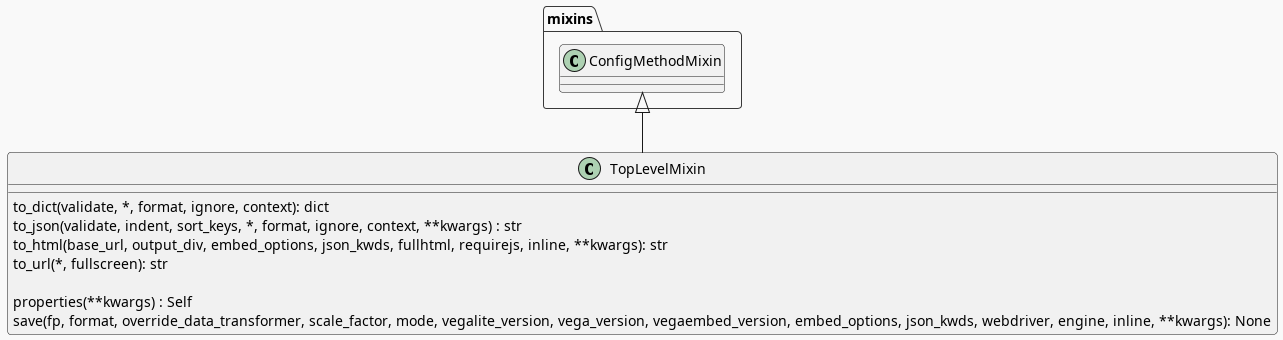 mixins
C ConfigMethodMixin
C TopLevelMixin
to_dict(validate, *, format, ignore, context): dict
to_json(validate, indent, sort_keys, *, format, ignore, context, **kwargs) : str
to_html(base_url, output_div, embed_options, json_kwds, fullhtml, requirejs, inline, **kwargs): str
to_url(*, fullscreen): str
properties(**kwargs) : Self
save(fp, format, override_data_transformer, scale_factor, mode, vegalite_version, vega_version, vegaembed_version, embed_options, json_kwds, webdriver, engine, inline, **kwargs): None